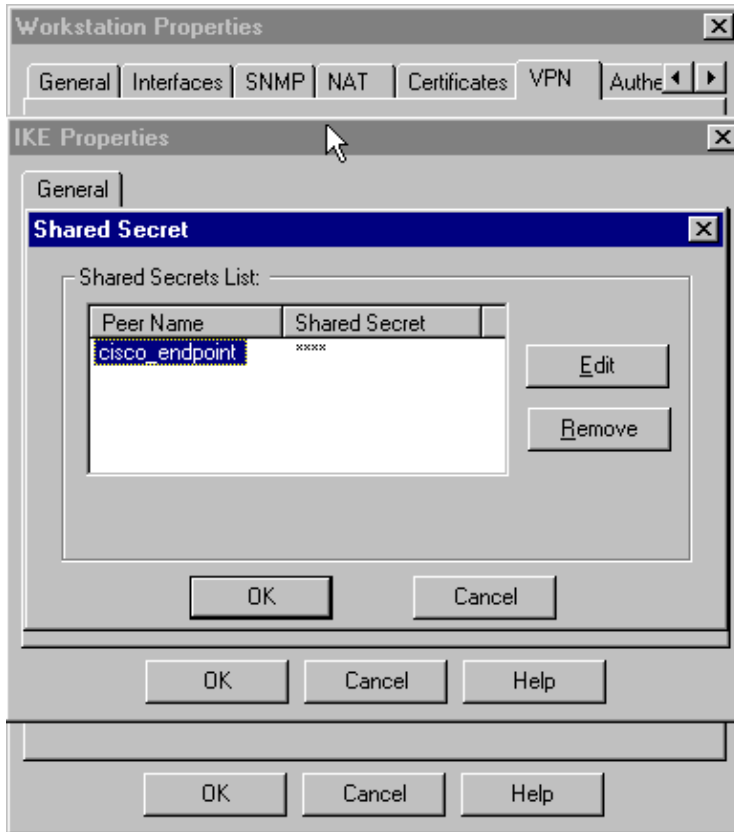 Workstation Properties
General Interfaces SNMP NAT Certificates VPN Authe
IKE Properties
General
Shared Secret
Shared Secrets List:
Peer Name Shared Secret
cisco_endpoint ****
Edit
Remove
OK Cancel
OK Cancel Help
OK Cancel Help